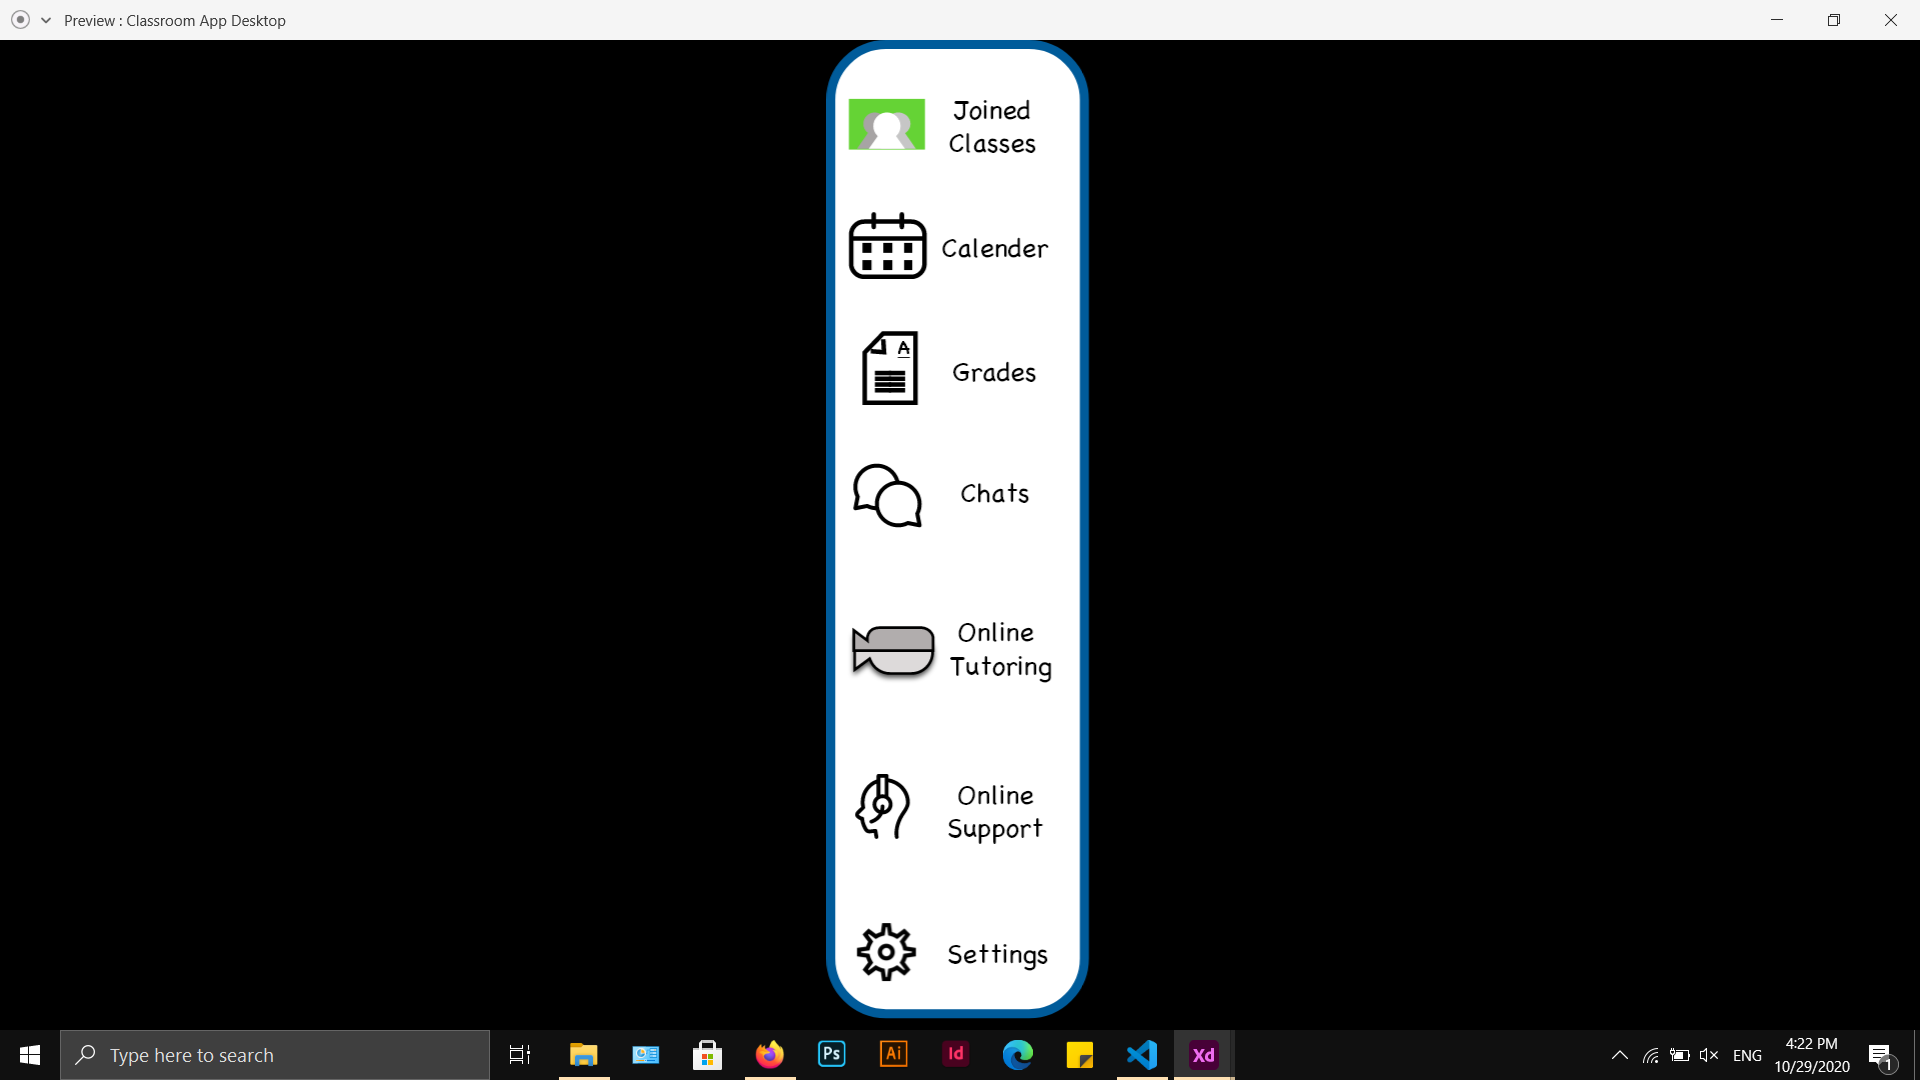 Preview : Classroom App Desktop
Joined
Classes
Calender
A
Grades
Chats
Online
Tutoring
Online
Support
Settings
Type here to search
Ps
Ai
Id
Xd
ENG
4:22 PM
10/29/2020
1